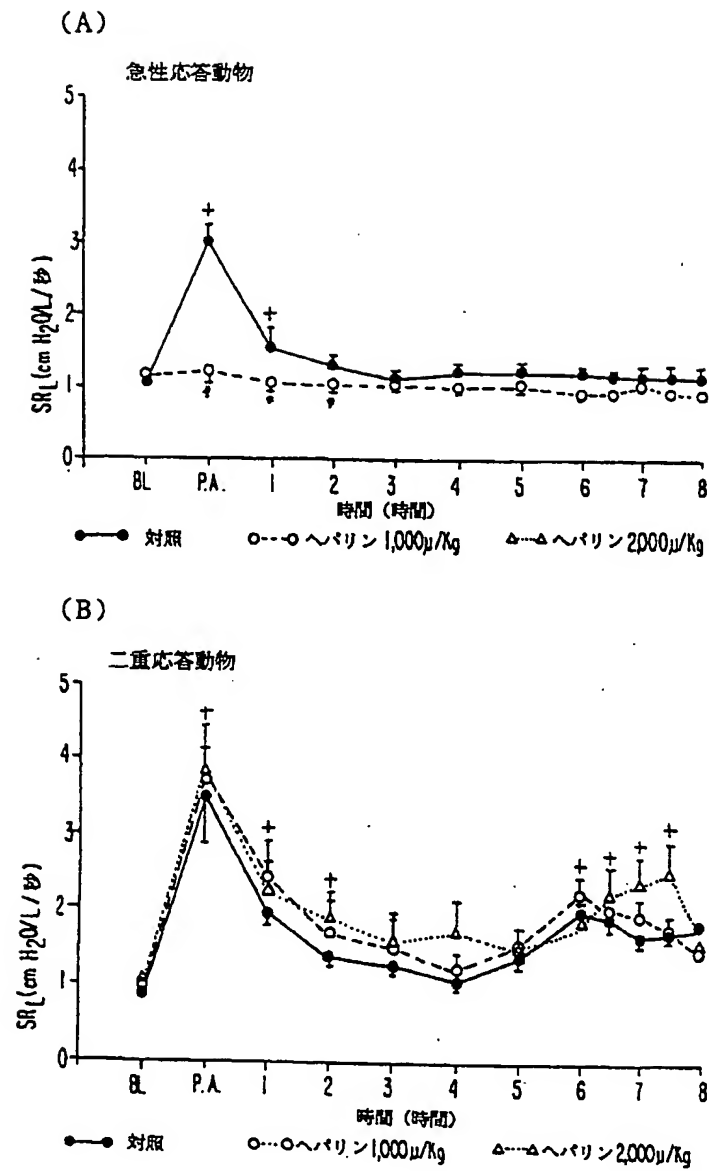 (A)
急性応答動物
5
4
3
2
1
0
SRL(cm H2O/L/秒)
+
+
*
*
*
BL
P.A.
1
2
3
4
5
6
7
8
時間(時間)
対照
ヘパリン1,000μ/Kg
ヘパリン2,000μ/Kg
(B)
二重応答動物
5
4
3
2
1
0
SRL(cm H2O/L/秒)
+
+
+
+
+
+
+
BL
P.A.
1
2
3
4
5
6
7
8
時間(時間)
対照
ヘパリン1,000μ/Kg
ヘパリン2,000μ/Kg